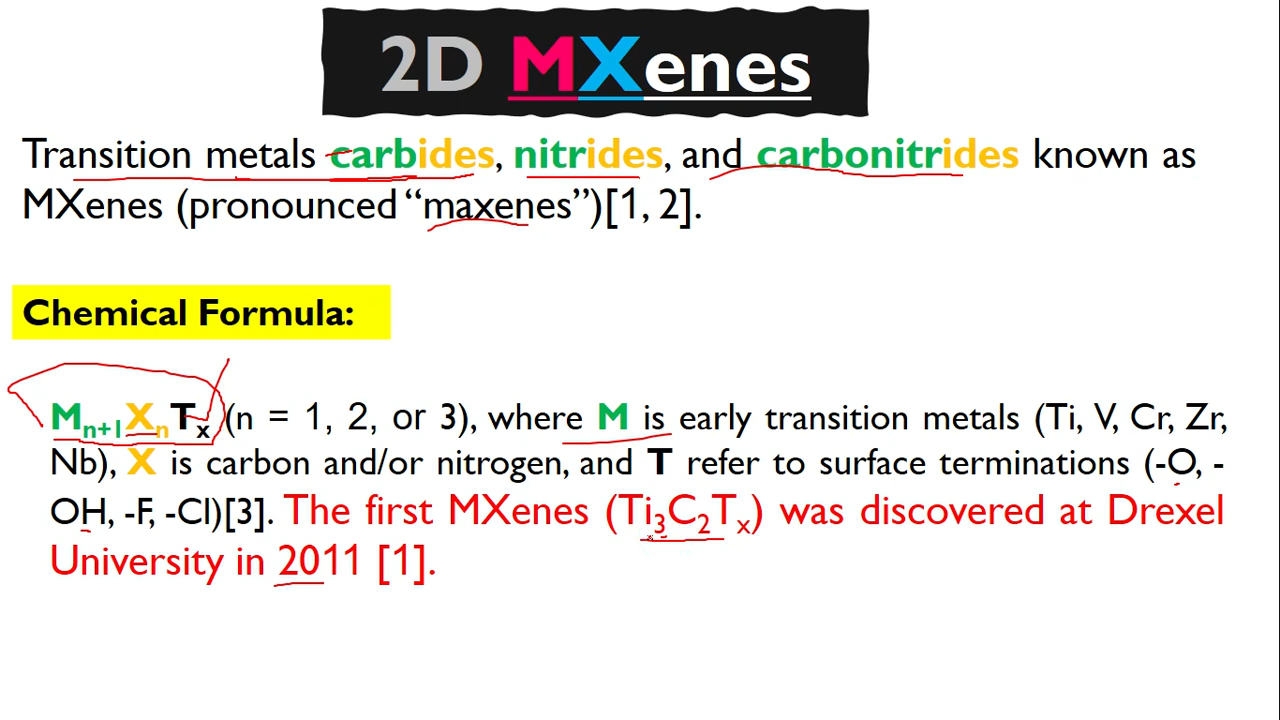 2D MXenes
Transition metals carbides, nitrides, and carbonitrides known as
MXenes (pronounced “maxenes”)[1, 2].
Chemical Formula:
Mn+1XnTx (n = 1, 2, or 3), where M is early transition metals (Ti, V, Cr, Zr,
Nb), X is carbon and/or nitrogen, and T refer to surface terminations (-O, -
OH, -F, -Cl)[3]. The first MXenes (Ti3C2Tx) was discovered at Drexel
University in 2011 [1].